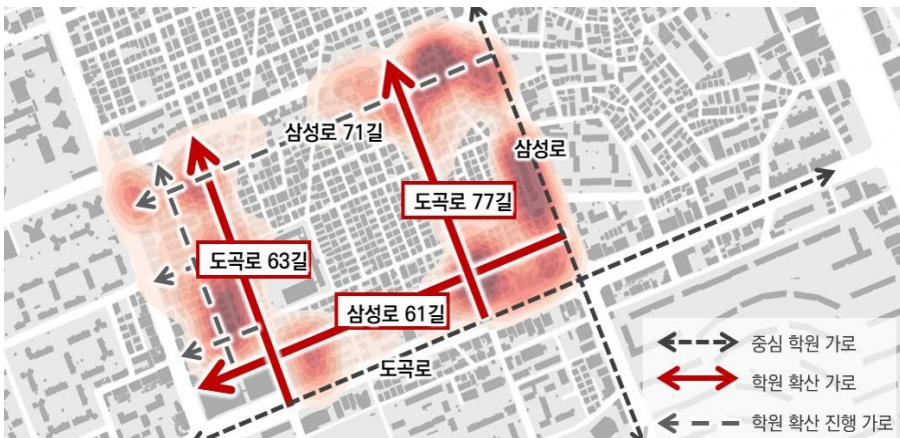 삼성로 71길
삼성로
도곡로 77길
도곡로 63길
삼성로 61길
도곡로
중심 학원 가로
학원 확산 가로
학원 확산 진행 가로